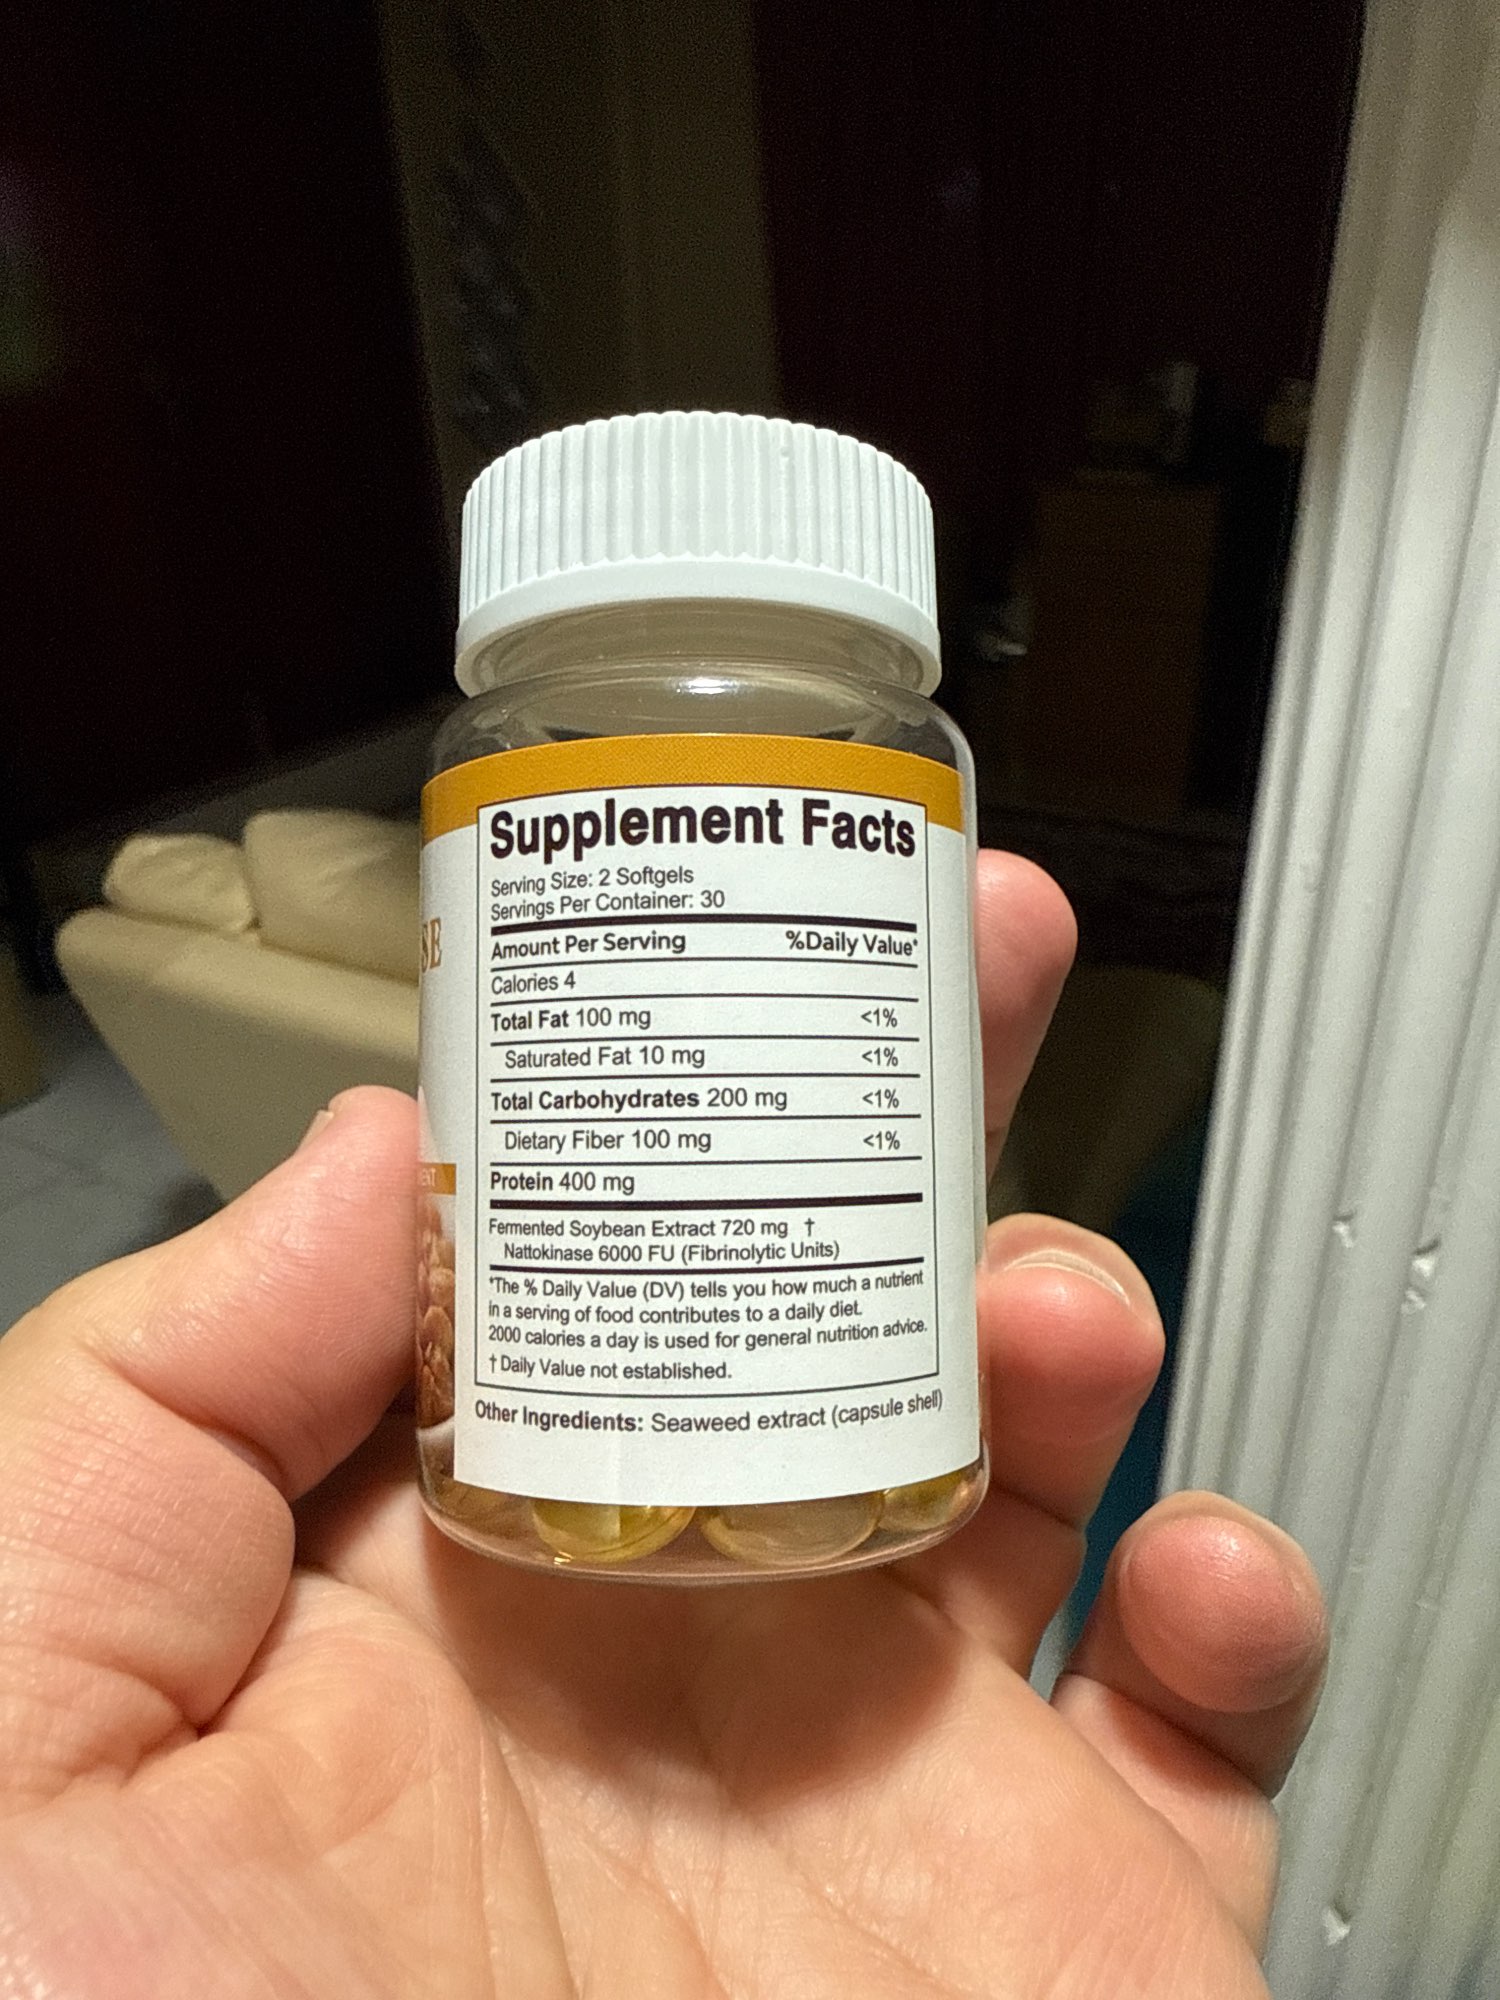 Supplement Facts
Serving Size: 2 Softgels
Servings Per Container: 30
Amount Per Serving %Daily Value*
Calories 4
Total Fat 100 mg <1%
Saturated Fat 10 mg <1%
Total Carbohydrates 200 mg <1%
Dietary Fiber 100 mg <1%
Protein 400 mg
Fermented Soybean Extract 720 mg †
Nattokinase 6000 FU (Fibrinolytic Units)
*The % Daily Value (DV) tells you how much a nutrient
in a serving of food contributes to a daily diet.
2000 calories a day is used for general nutrition advice.
† Daily Value not established.
Other Ingredients: Seaweed extract (capsule shell)